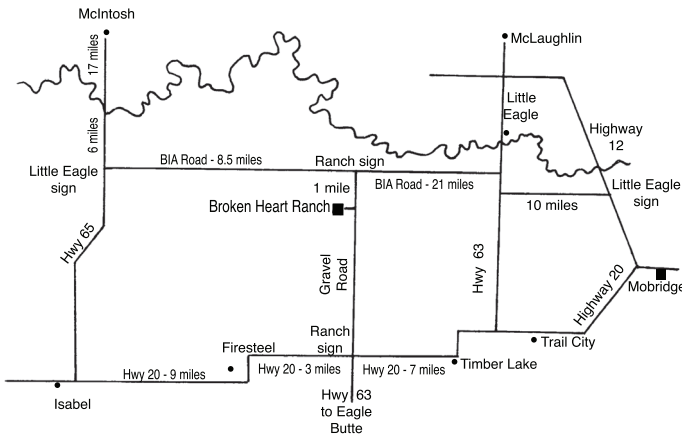 McIntosh
17 miles
McLaughlin
Little
Eagle
Highway
12
6 miles
BIA Road - 8.5 miles
Ranch sign
Little Eagle
sign
BIA Road - 21 miles
Little Eagle
sign
1 mile
10 miles
Broken Heart Ranch
Hwy 65
Gravel
Road
Hwy 63
Highway 20
Mobridge
Ranch
sign
Firesteel
Trail City
Timber Lake
Hwy 20 - 9 miles
Hwy 20 - 3 miles
Hwy 20 - 7 miles
Isabel
Hwy 63
to Eagle
Butte